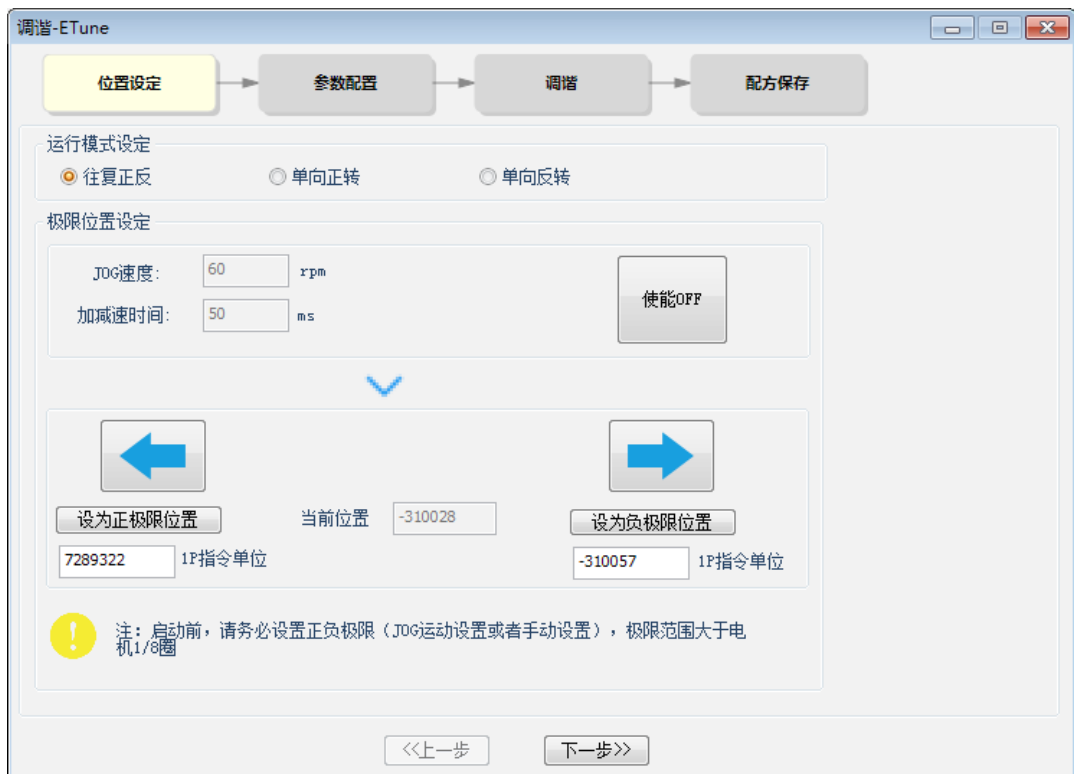 调谐-ETune
位置设定
参数配置
调谐
配方保存
运行模式设定
往复正反
单向正转
单向反转
极限位置设定
JOG速度:
60
rpm
使能OFF
加减速时间:
50
ms
设为正极限位置
当前位置
-310028
设为负极限位置
7289322
1P指令单位
-310057
1P指令单位
注: 启动前，请务必设置正负极限（JOG运动设置或者手动设置），极限范围大于电
机1/8圈
<<上一步
下一步>>